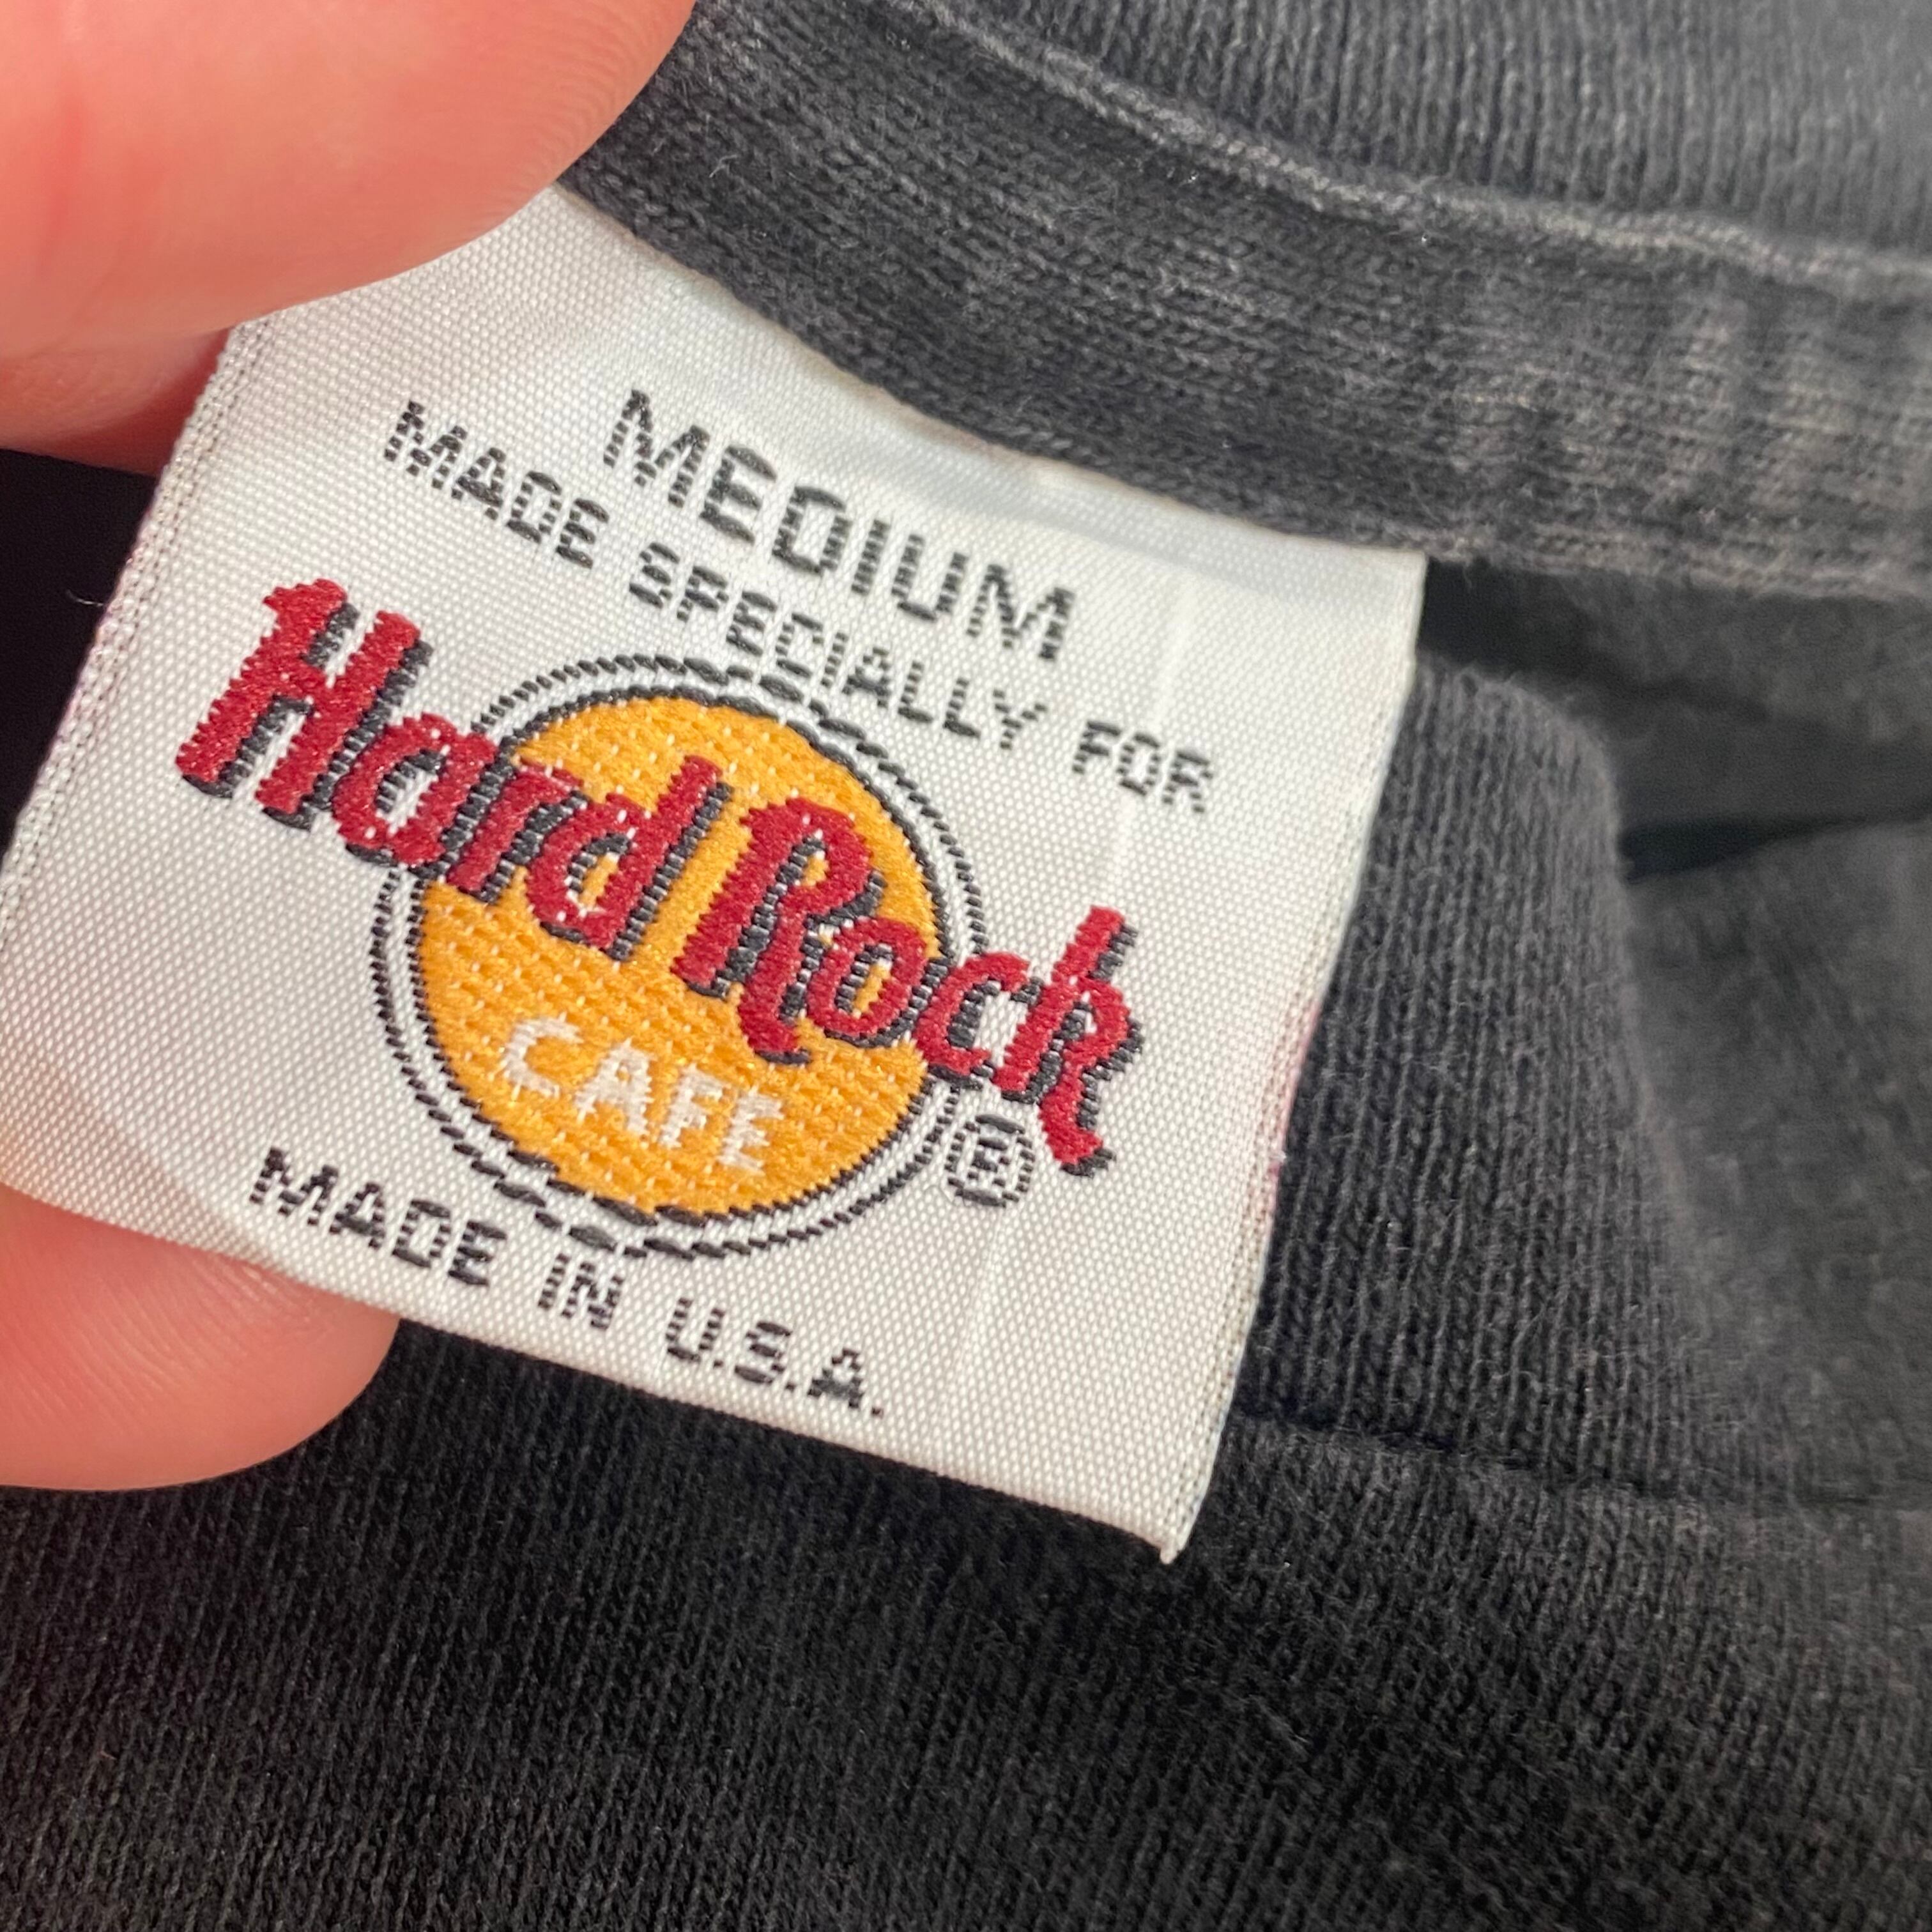 MEDIUM
MADE SPECIALLY FOR
Hard Rock
CAFE
®
MADE IN U.S.A.